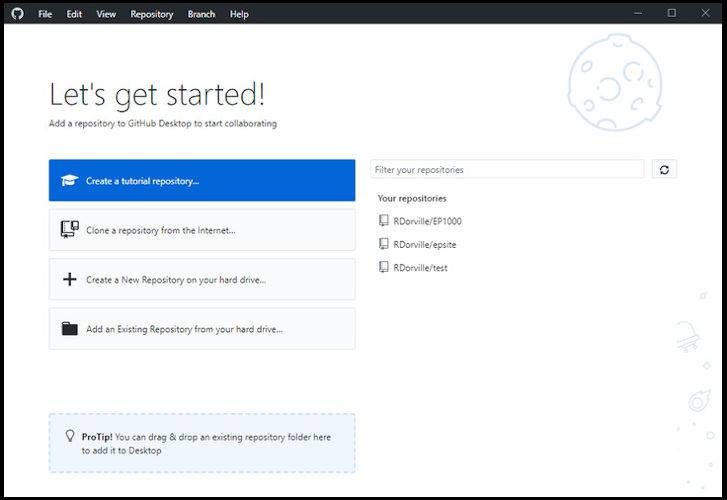 File Edit View Repository Branch Help
Let's get started!
Add a repository to GitHub Desktop to start collaborating
Create a tutorial repository...
Clone a repository from the Internet...
Create a New Repository on your hard drive...
Add an Existing Repository from your hard drive...
ProTip! You can drag & drop an existing repository folder here
to add it to Desktop
Filter your repositories
Your repositories
RDorville/EP1000
RDorville/epsite
RDorville/test